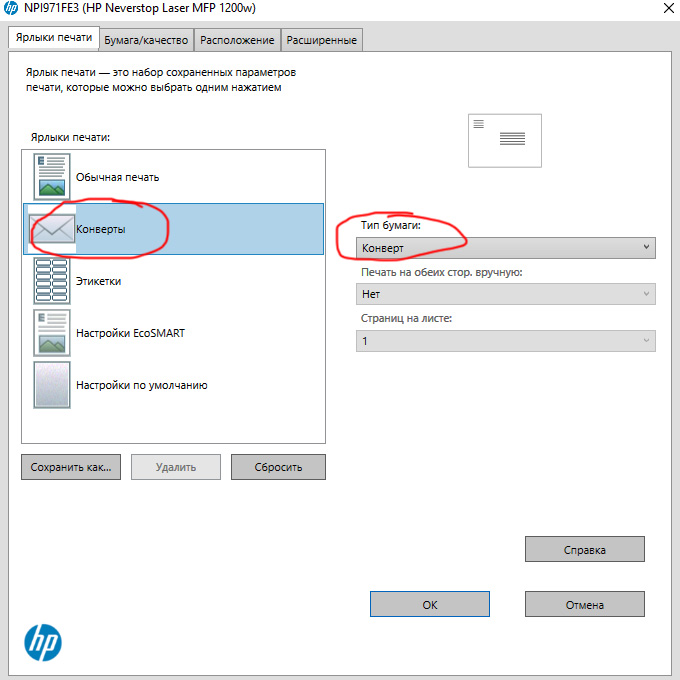 NPI971FE3 (HP Neverstop Laser MFP 1200w)
Ярлыки печати
Бумага/качество
Расположение
Расширенные
Ярлык печати — это набор сохраненных параметров
печати, которые можно выбрать одним нажатием
Ярлыки печати:
Обычная печать
Конверты
Этикетки
Настройки EcoSMART
Настройки по умолчанию
Тип бумаги:
Конверт
Печать на обеих стор. вручную:
Нет
Страниц на листе:
1
Сохранить как...
Удалить
Сбросить
Справка
ОК
Отмена
hp